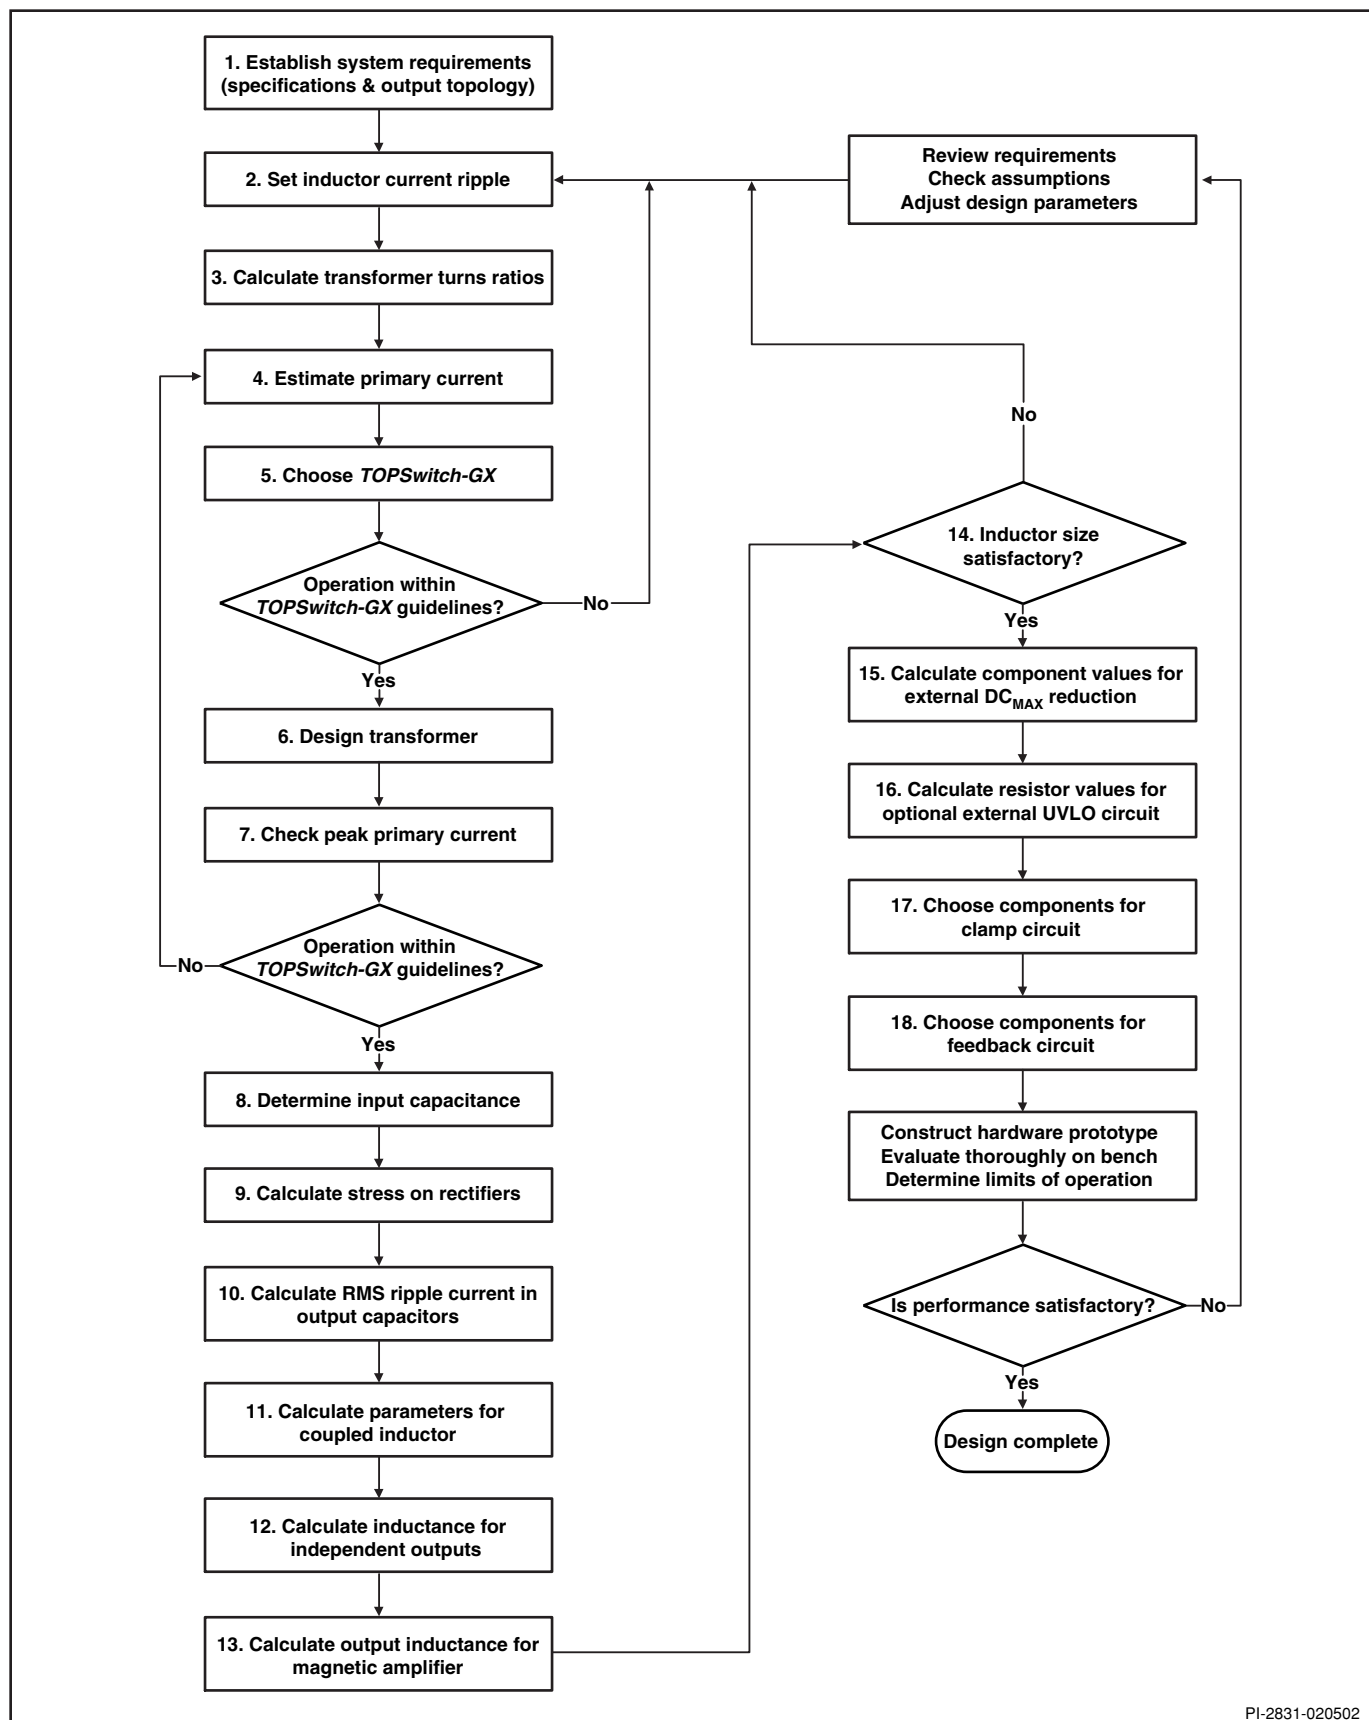 1. Establish system requirements
(specifications & output topology)
2. Set inductor current ripple
3. Calculate transformer turns ratios
4. Estimate primary current
5. Choose TOPSwitch-GX
Operation within
TOPSwitch-GX guidelines?
No
Yes
6. Design transformer
7. Check peak primary current
Operation within
TOPSwitch-GX guidelines?
No
Yes
8. Determine input capacitance
9. Calculate stress on rectifiers
10. Calculate RMS ripple current in
output capacitors
11. Calculate parameters for
coupled inductor
12. Calculate inductance for
independent outputs
13. Calculate output inductance for
magnetic amplifier
Review requirements
Check assumptions
Adjust design parameters
No
14. Inductor size
satisfactory?
Yes
15. Calculate component values for
external DCMAX reduction
16. Calculate resistor values for
optional external UVLO circuit
17. Choose components for
clamp circuit
18. Choose components for
feedback circuit
Construct hardware prototype
Evaluate thoroughly on bench
Determine limits of operation
Is performance satisfactory?
No
Yes
Design complete
PI-2831-020502